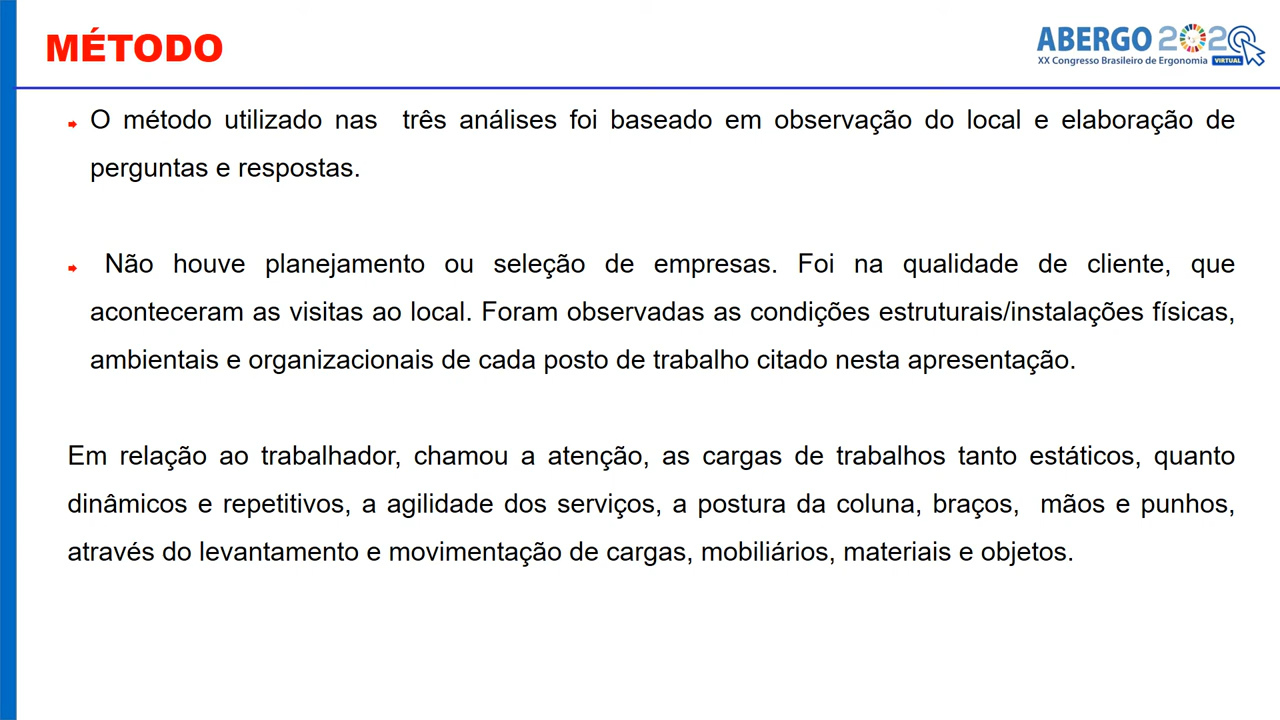 MÉTODO
ABERGO 2020
XX Congresso Brasileiro de Ergonomia VIRTUAL
O método utilizado nas três análises foi baseado em observação do local e elaboração de
perguntas e respostas.
Não houve planejamento ou seleção de empresas. Foi na qualidade de cliente, que
aconteceram as visitas ao local. Foram observadas as condições estruturais/instalações físicas,
ambientais e organizacionais de cada posto de trabalho citado nesta apresentação.
Em relação ao trabalhador, chamou a atenção, as cargas de trabalhos tanto estáticos, quanto
dinâmicos e repetitivos, a agilidade dos serviços, a postura da coluna, braços, mãos e punhos,
através do levantamento e movimentação de cargas, mobiliários, materiais e objetos.